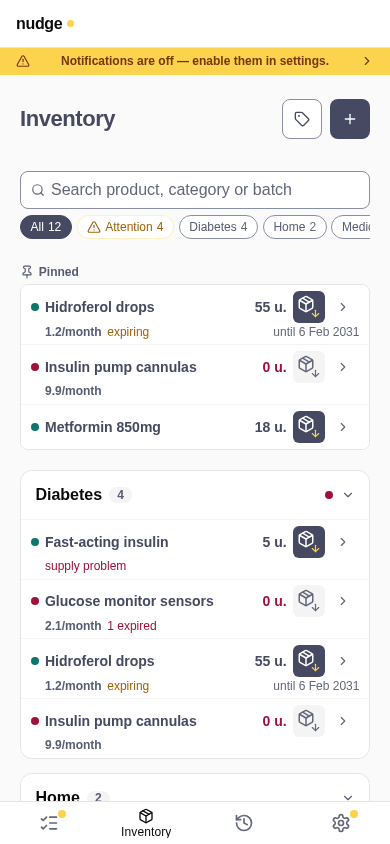 nudge
Notifications are off — enable them in settings.
Inventory
Search product, category or batch
All 12 Attention 4 Diabetes 4 Home 2 Medic
Pinned
Hidroferol drops 55 u.
1.2/month expiring until 6 Feb 2031
Insulin pump cannulas 0 u.
9.9/month
Metformin 850mg 18 u.
Diabetes 4
Fast-acting insulin 5 u.
supply problem
Glucose monitor sensors 0 u.
2.1/month 1 expired
Hidroferol drops 55 u.
1.2/month expiring until 6 Feb 2031
Insulin pump cannulas 0 u.
9.9/month
Home 2
Inventory